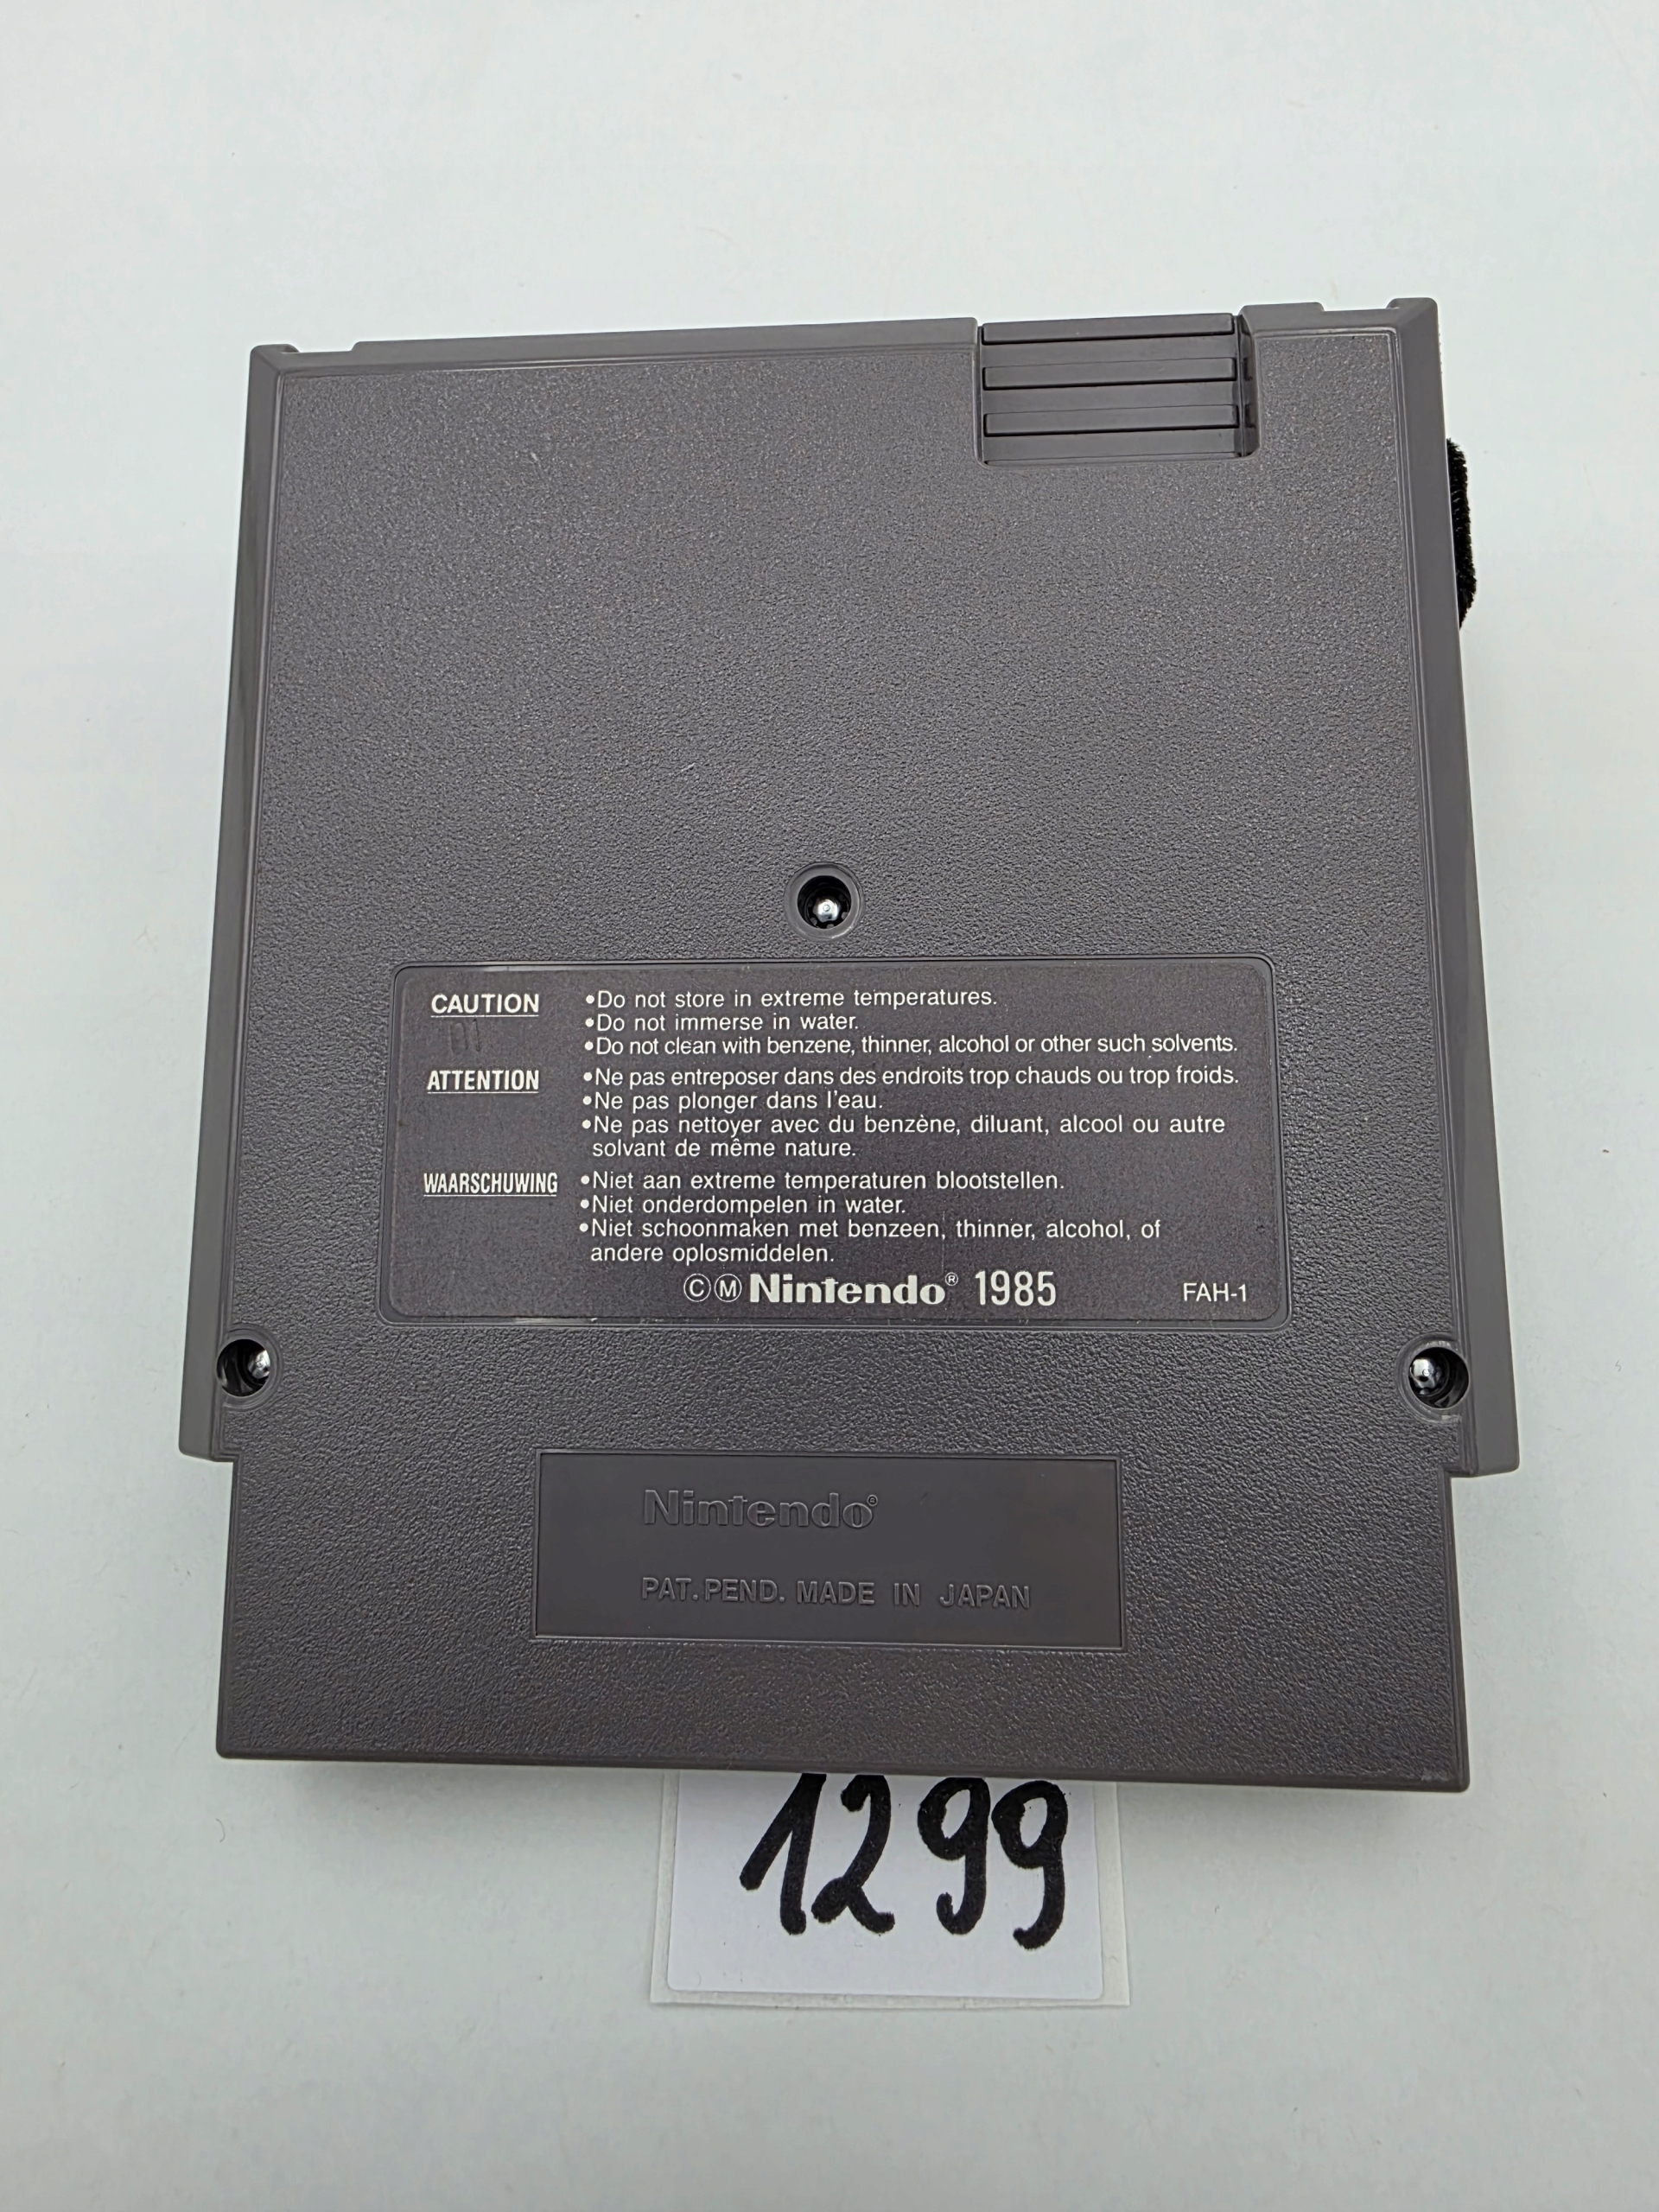 CAUTION •Do not store in extreme temperatures.
•Do not immerse in water.
•Do not clean with benzene, thinner, alcohol or other such solvents.
ATTENTION •Ne pas entreposer dans des endroits trop chauds ou trop froids.
•Ne pas plonger dans l'eau.
•Ne pas nettoyer avec du benzène, diluant, alcool ou autre
solvant de même nature.
WAARSCHUWING •Niet aan extreme temperaturen blootstellen.
•Niet onderdompelen in water.
•Niet schoonmaken met benzeen, thinner, alcohol, of
andere oplosmiddelen.
ⒸⓂ Nintendo® 1985 FAH-1
Nintendo®
PAT. PEND. MADE IN JAPAN
1299